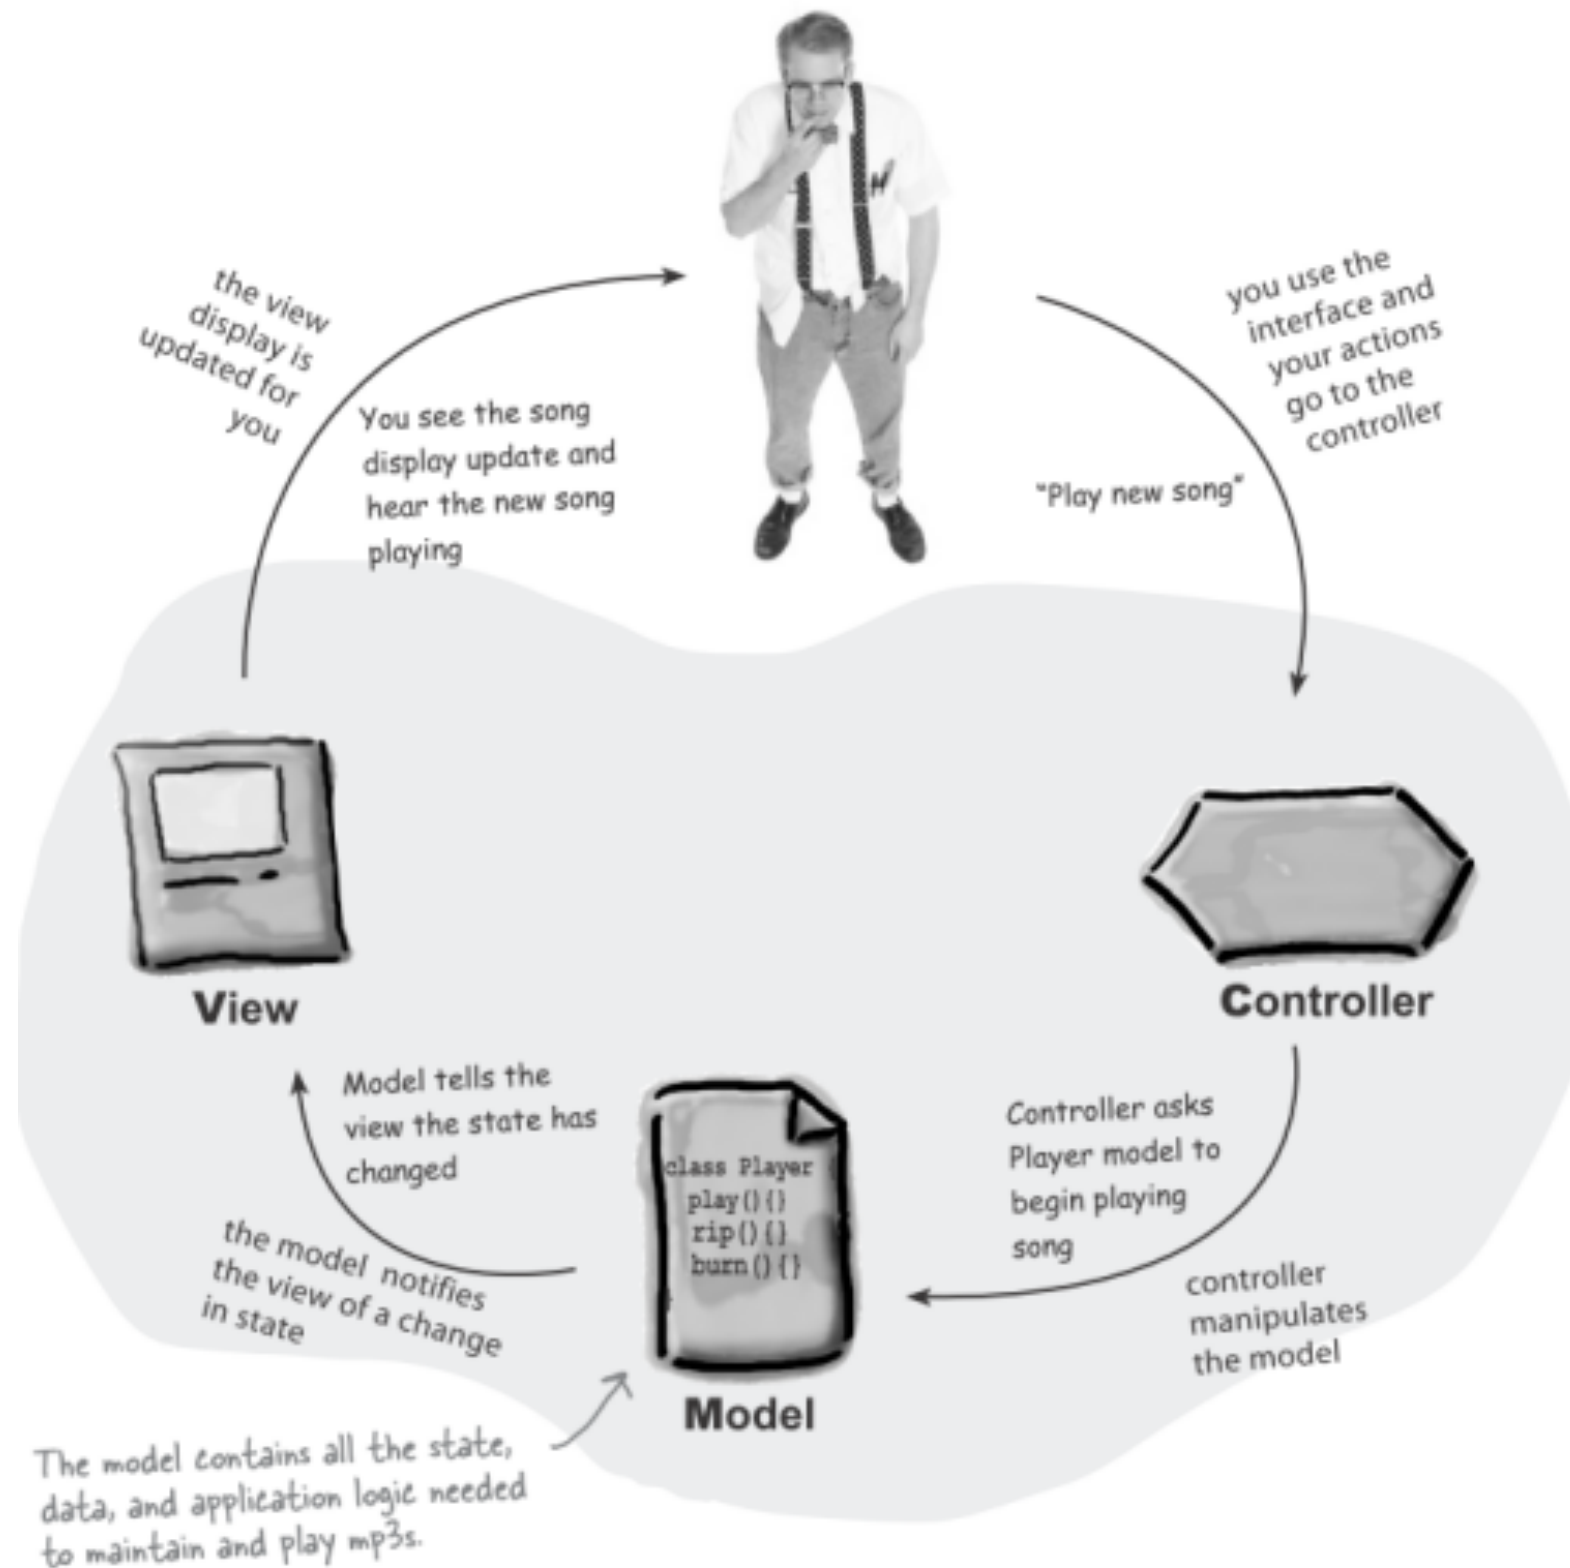 the view
display is
updated for
you
You see the song
display update and
hear the new song
playing
you use the
interface and
your actions
go to the
controller
"Play new song"
View
Controller
Model tells the
view the state has
changed
the model notifies
the view of a change
in state
class Player
play(){}
rip(){}
burn(){}
Controller asks
Player model to
begin playing
song
controller
manipulates
the model
Model
The model contains all the state,
data, and application logic needed
to maintain and play mp3s.